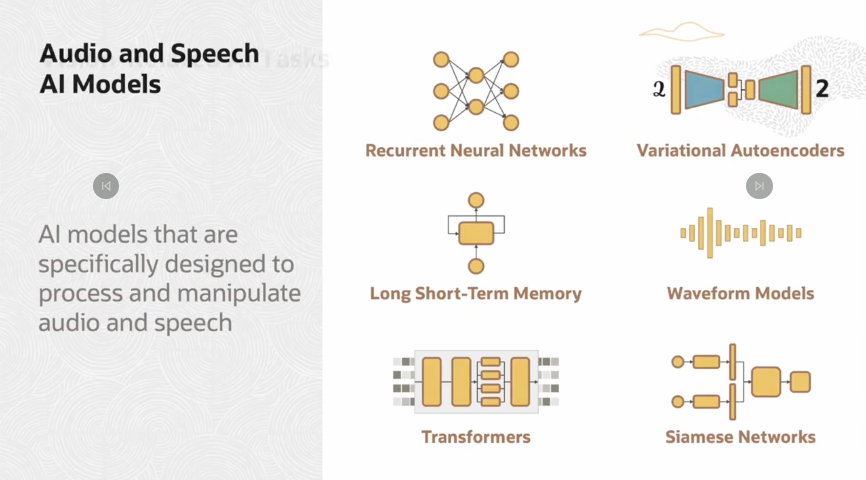 Audio and Speech
AI Models
Tasks
AI models that are
specifically designed to
process and manipulate
audio and speech
Recurrent Neural Networks
2
2
Variational Autoencoders
Long Short-Term Memory
Waveform Models
Transformers
Siamese Networks